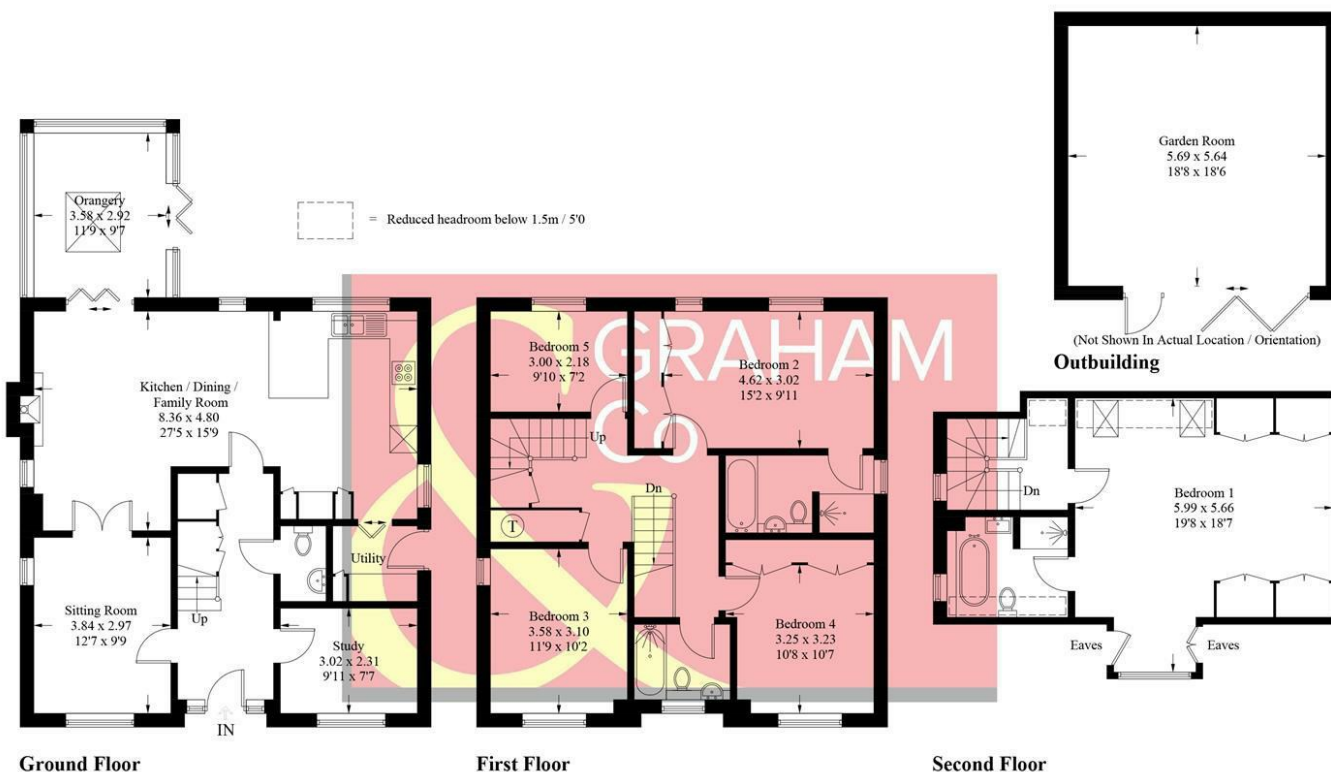 Orangery
3.58 x 2.92
11'9 x 9'7
= Reduced headroom below 1.5m / 5'0
Kitchen / Dining /
Family Room
8.36 x 4.80
27'5 x 15'9
Utility
Sitting Room
3.84 x 2.97
12'7 x 9'9
Up
Study
3.02 x 2.31
9'11 x 7'7
IN
Ground Floor
&
GRAHAM
Co
Bedroom 5
3.00 x 2.18
9'10 x 7'2
Bedroom 2
4.62 x 3.02
15'2 x 9'11
Up
Dn
T
Bedroom 3
3.58 x 3.10
11'9 x 10'2
Bedroom 4
3.25 x 3.23
10'8 x 10'7
First Floor
Garden Room
5.69 x 5.64
18'8 x 18'6
(Not Shown In Actual Location / Orientation)
Outbuilding
Dn
Bedroom 1
5.99 x 5.66
19'8 x 18'7
Eaves
Eaves
Second Floor